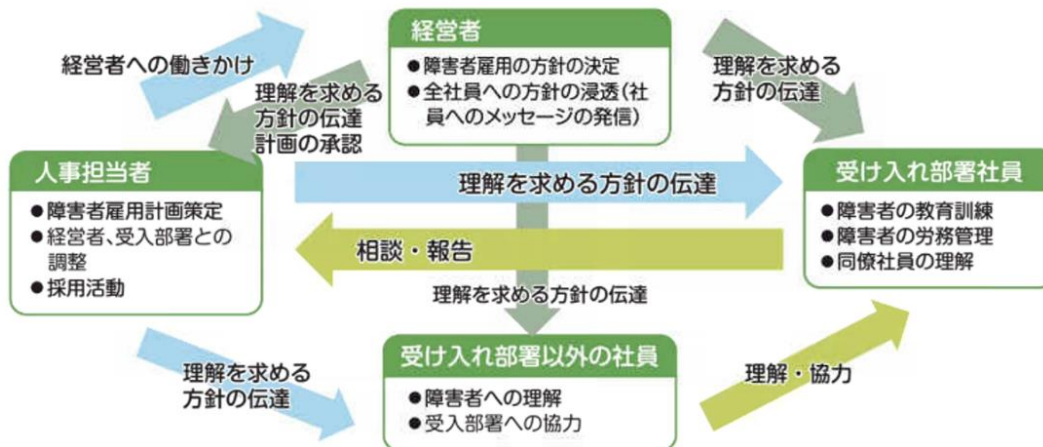 経営者
●障害者雇用の方針の決定
●全社員への方針の浸透(社
員へのメッセージの発信)
経営者への働きかけ
理解を求める
方針の伝達
計画の承認
理解を求める
方針の伝達
人事担当者
●障害者雇用計画策定
●経営者、受入部署との
調整
●採用活動
理解を求める方針の伝達
相談・報告
受け入れ部署社員
●障害者の教育訓練
●障害者の労務管理
●同僚社員の理解
理解を求める方針の伝達
理解を求める
方針の伝達
受け入れ部署以外の社員
●障害者への理解
●受入部署への協力
理解・協力